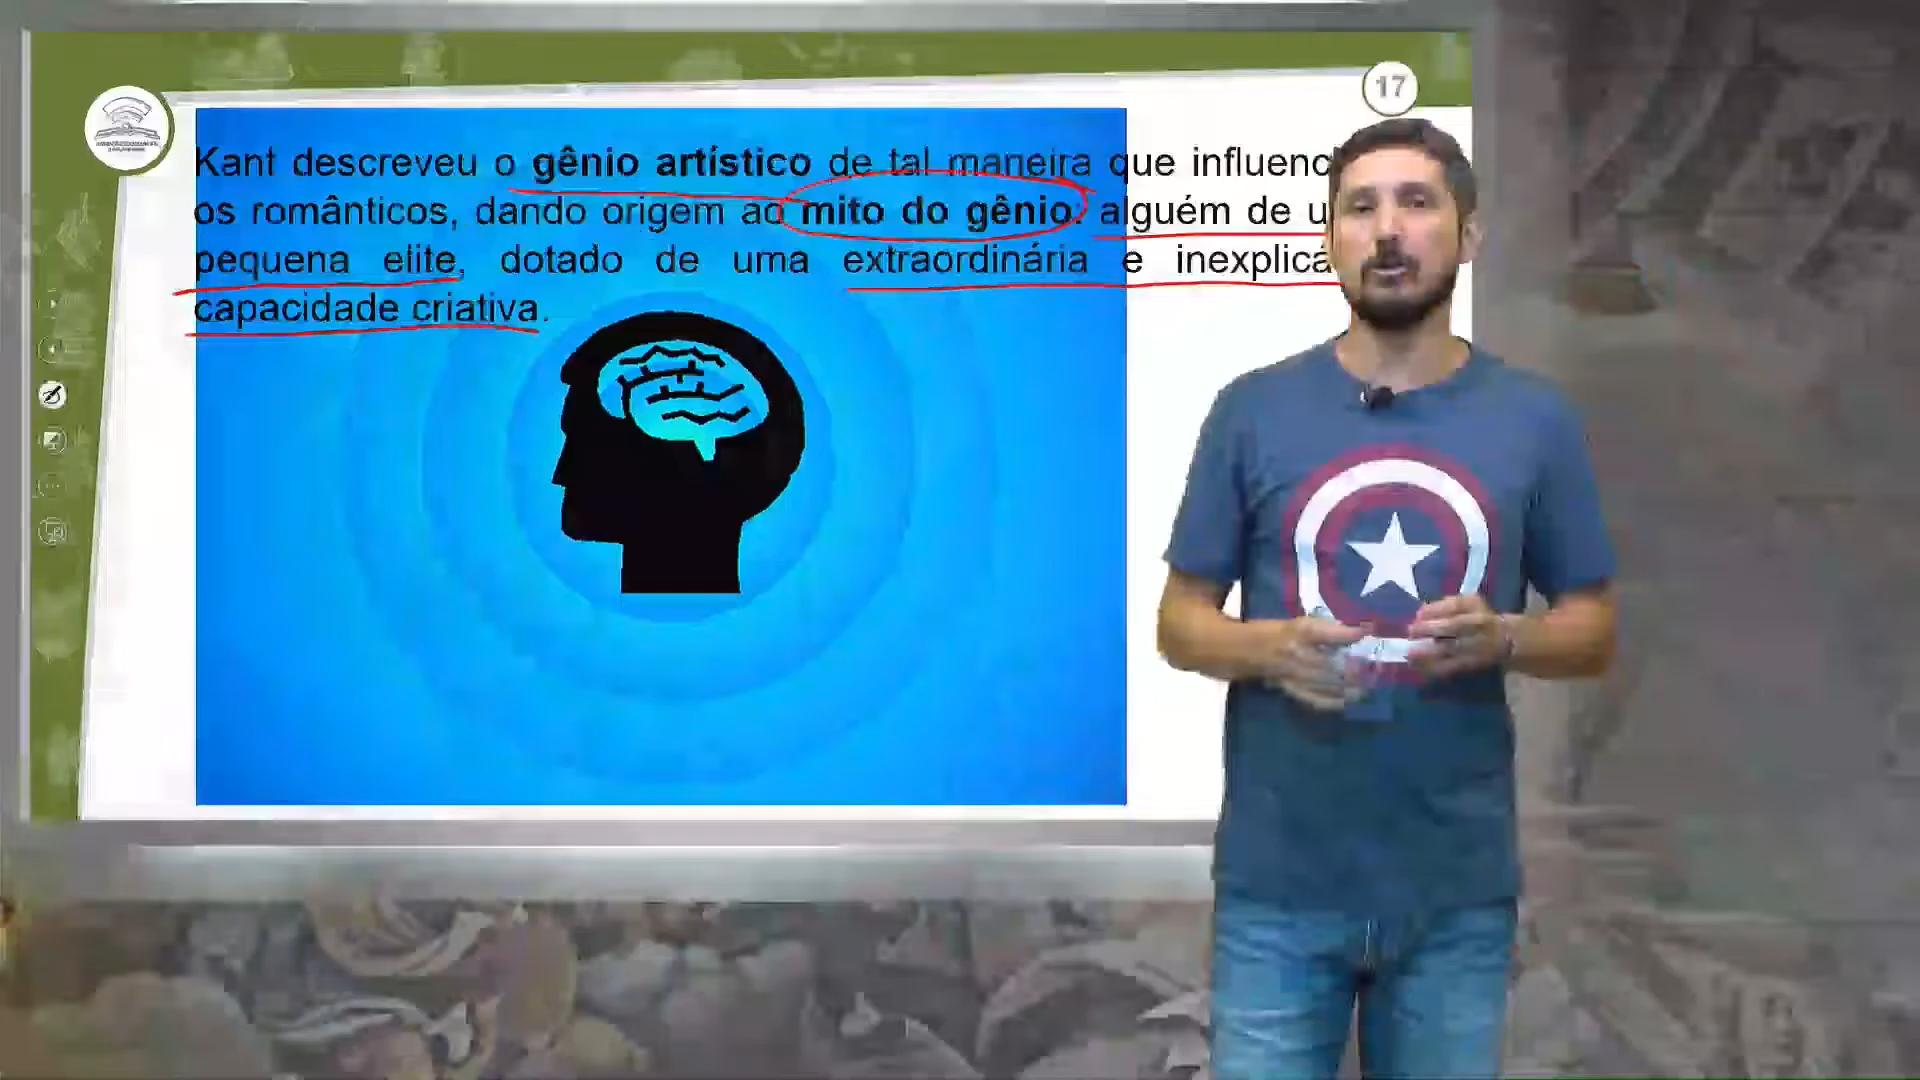 17
Kant descreveu o gênio artístico de tal maneira que influenc
os românticos, dando origem ao mito do gênio: alguém de u
pequena elite, dotado de uma extraordinária e inexplicá
capacidade criativa.